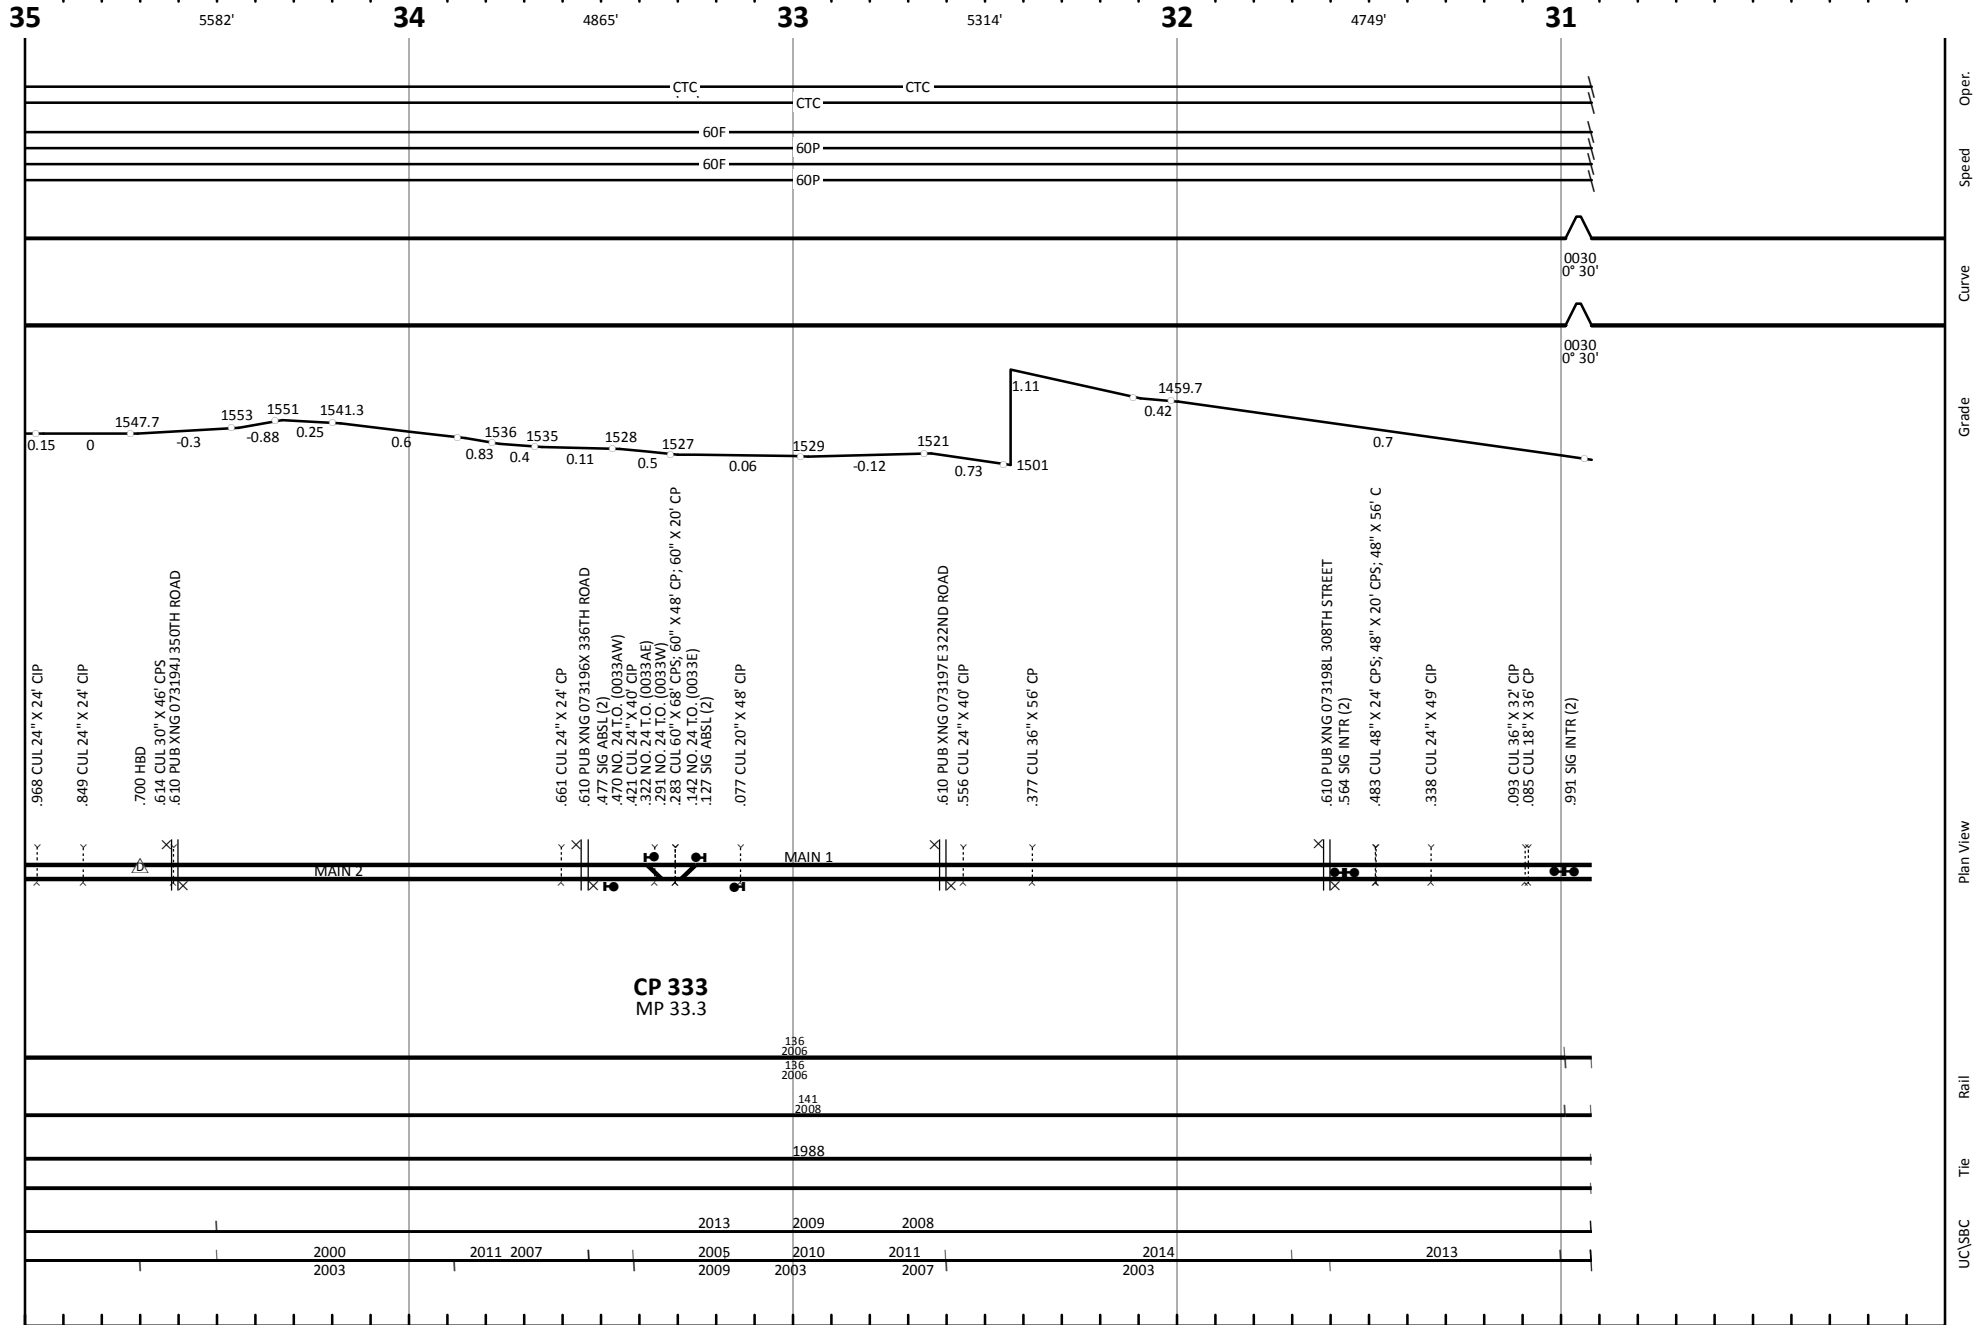 35 5582' 34 4865' 33 5314' 32 4749' 31
Oper.
CTC CTC
CTC
Speed
60F
60P
60F
60P
Curve
0030
0° 30'
0030
0° 30'
Grade
1547.7 1553 1551 1541.3 1536 1535 1528 1527 1529 1521 1501 1459.7
0.15 0 -0.3 -0.88 0.25 0.6 0.83 0.4 0.11 0.5 0.06 -0.12 0.73 1.11 0.42 0.7
.968 CUL 24" X 24' CIP
.849 CUL 24" X 24' CIP
.700 HBD
.614 CUL 30" X 46' CPS
.610 PUB XNG 073194J 350TH ROAD
.661 CUL 24" X 24' CP
.610 PUB XNG 073196X 336TH ROAD
.477 SIG ABSL (2)
.470 NO. 24 T.O. (0033AW)
.421 CUL 24" X 40' CIP
.322 NO. 24 T.O. (0033AE)
.291 NO. 24 T.O. (0033W)
.283 CUL 60" X 68' CPS; 60" X 48' CP; 60" X 20' CP
.142 NO. 24 T.O. (0033E)
.127 SIG ABSL (2)
.077 CUL 20" X 48' CIP
.610 PUB XNG 073197E 322ND ROAD
.556 CUL 24" X 40' CIP
.377 CUL 36" X 56' CP
.610 PUB XNG 073198L 308TH STREET
.564 SIG INTR (2)
.483 CUL 48" X 24' CPS; 48" X 20' CPS; 48" X 56' C
.338 CUL 24" X 49' CIP
.093 CUL 36" X 32' CIP
.085 CUL 18" X 36' CP
.991 SIG INTR (2)
Plan View
D
MAIN 1
MAIN 2
CP 333
MP 33.3
Rail
136
2006
136
2006
141
2008
Tie
1988
UC\SBC
2013 2009 2008
2000 2011 2007 2005 2010 2011 2014 2013
2003 2009 2003 2007 2003